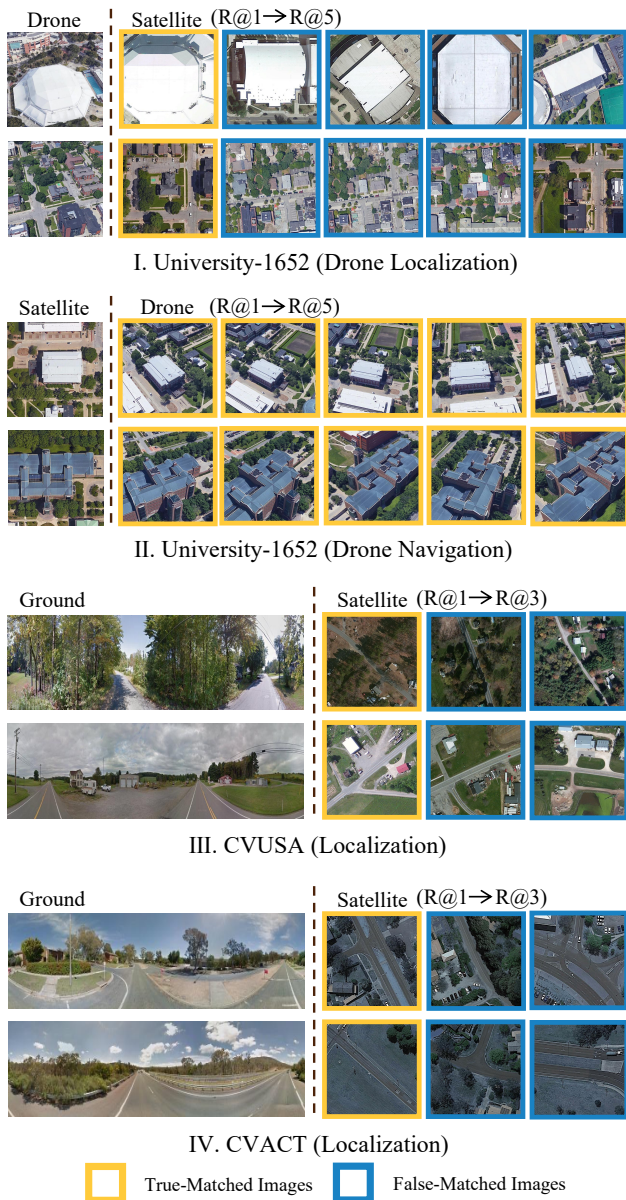 Drone
Satellite (R@1→R@5)
I. University-1652 (Drone Localization)
Satellite
Drone (R@1→R@5)
II. University-1652 (Drone Navigation)
Ground
Satellite (R@1→R@3)
III. CVUSA (Localization)
Ground
Satellite (R@1→R@3)
IV. CVACT (Localization)
True-Matched Images
False-Matched Images